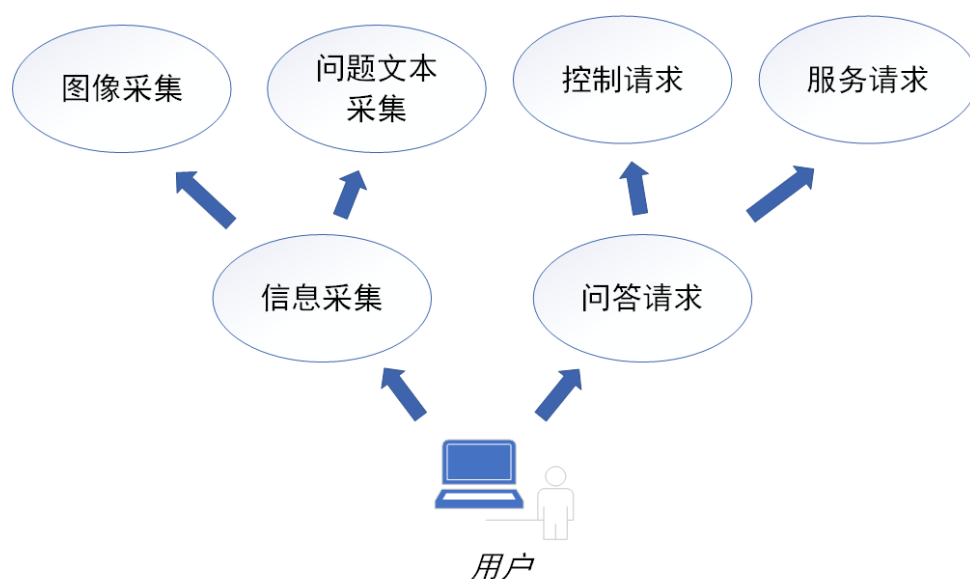 图像采集
问题文本
采集
控制请求
服务请求
信息采集
问答请求
用户